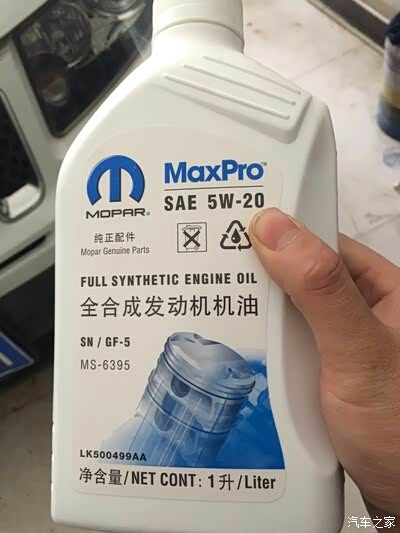 MaxPro™
SAE 5W-20
MOPAR®
纯正配件
Mopar Genuine Parts
FULL SYNTHETIC ENGINE OIL
全合成发动机机油
SN / GF-5
MS-6395
LK500499AA
净含量/NET CONT: 1升/Liter
汽车之家